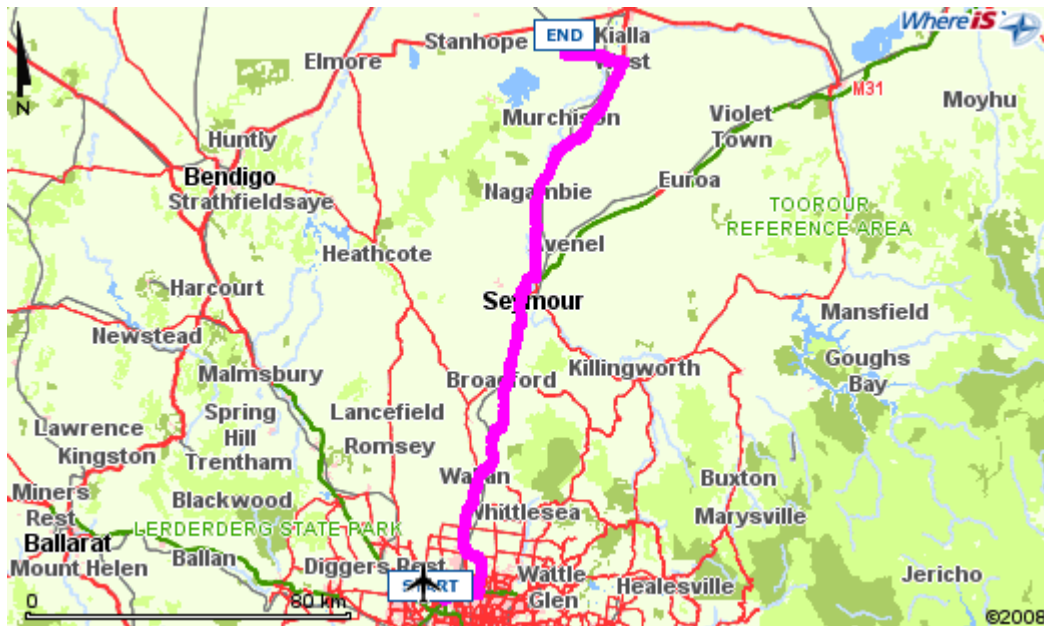 WhereiS
Stanhope
END
Kialla
West
Elmore
M31
Moyhu
N
Murchison
Violet
Town
Huntly
Bendigo
Strathfieldsaye
Nagambie
Euroa
TOOROUR
REFERENCE AREA
Heathcote
Avenel
Harcourt
Seymour
Mansfield
Newstead
Goughs
Bay
Malmsbury
Broadford
Killingworth
Lancefield
Spring
Hill
Romsey
Lawrence
Kingston
Trentham
Wallan
Buxton
Miners
Rest
Blackwood
Whittlesea
Marysville
LERDERDERG STATE PARK
Ballarat
Mount Helen
Ballan
Diggers Rest
START
Wattle
Glen
Healesville
Jericho
0
80 km
©2008